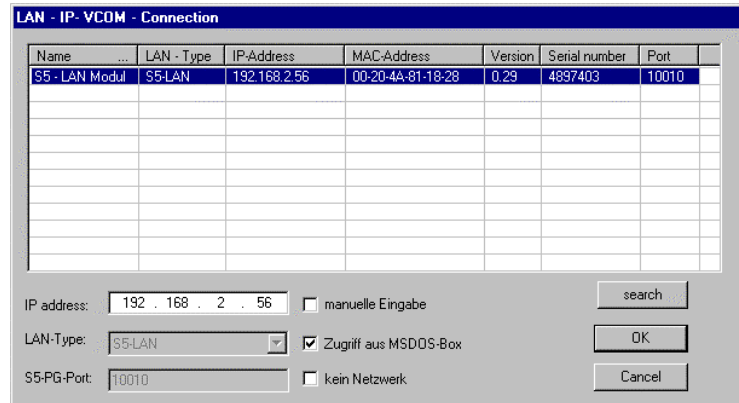 LAN - IP- VCOM - Connection
Name ... LAN - Type IP-Address MAC-Address Version Serial number Port
S5 - LAN Modul S5-LAN 192.168.2.56 00-20-4A-81-18-28 0.29 4897403 10010
IP address: 192 . 168 . 2 . 56 manuelle Eingabe search
LAN-Type: S5-LAN Zugriff aus MSDOS-Box OK
S5-PG-Port: 10010 kein Netzwerk Cancel